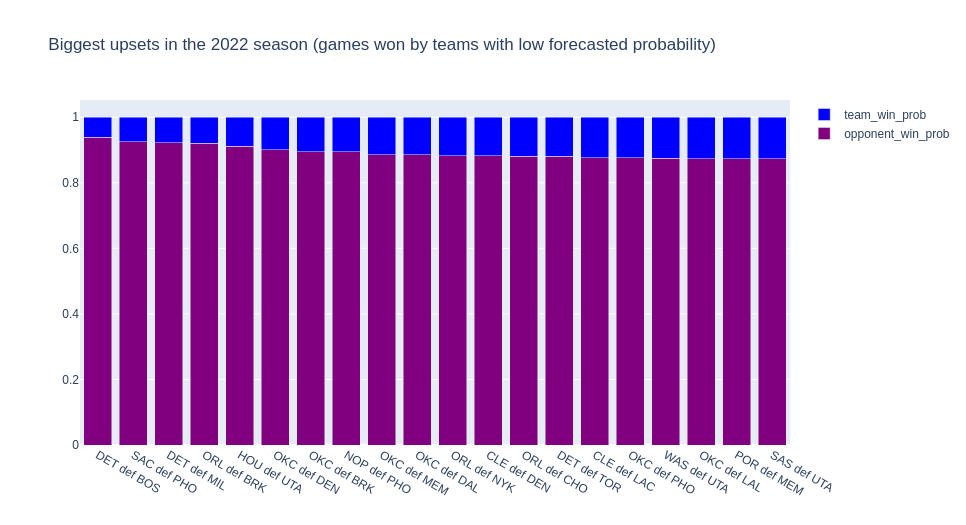 Biggest upsets in the 2022 season (games won by teams with low forecasted probability)
team_win_prob
opponent_win_prob
1
0.8
0.6
0.4
0.2
0
DET def BOS
SAC def PHO
DET def MIL
ORL def BRK
HOU def UTA
OKC def DEN
OKC def BRK
NOP def PHO
OKC def MEM
OKC def DAL
ORL def NYK
CLE def DEN
ORL def CHO
DET def TOR
CLE def LAC
OKC def PHO
WAS def UTA
OKC def LAL
POR def MEM
SAS def UTA